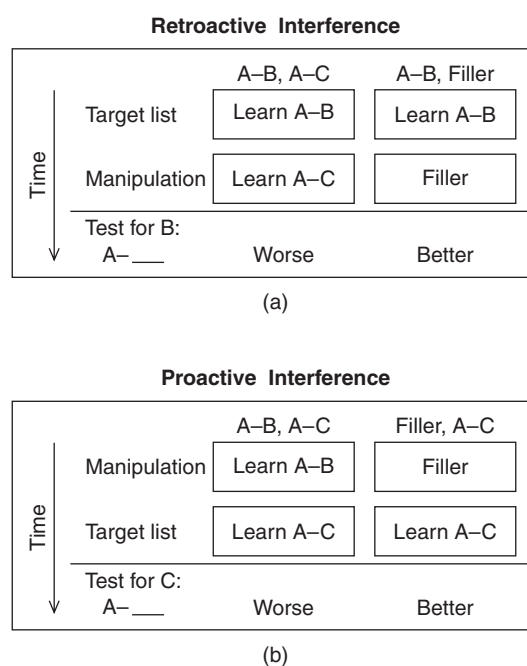 Retroactive Interference
A–B, A–C A–B, Filler
Target list Learn A–B Learn A–B
Time
Manipulation Learn A–C Filler
Test for B:
A– ___ Worse Better
(a)
Proactive Interference
A–B, A–C Filler, A–C
Manipulation Learn A–B Filler
Time
Target list Learn A–C Learn A–C
Test for C:
A– ___ Worse Better
(b)